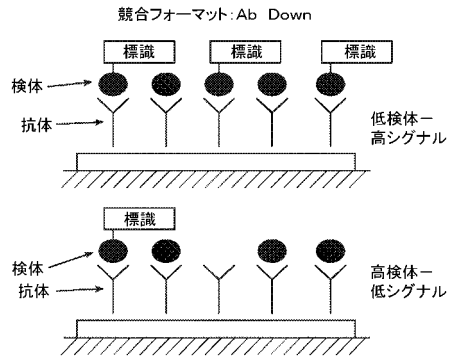 競合フォーマット：Ab Down
標識 標識 標識
検体
抗体
低検体－
高シグナル
標識
検体
抗体
高検体－
低シグナル